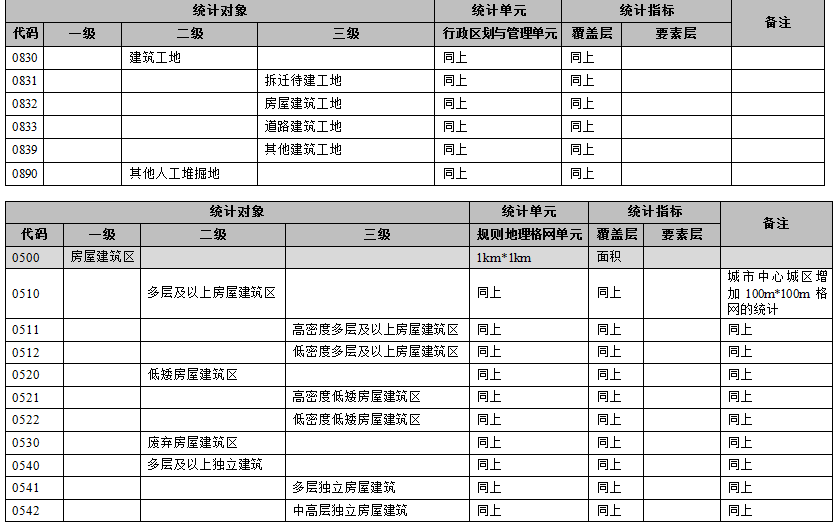 统计对象 统计单元 统计指标 备注
代码 一级 二级 三级 行政区划与管理单元 覆盖层 要素层
0830 建筑工地 同上 同上
0831 拆迁待建工地 同上 同上
0832 房屋建筑工地 同上 同上
0833 道路建筑工地 同上 同上
0839 其他建筑工地 同上 同上
0890 其他人工堆掘地 同上 同上
统计对象 统计单元 统计指标 备注
代码 一级 二级 三级 规则地理格网单元 覆盖层 要素层
0500 房屋建筑区 1km*1km 面积
0510 多层及以上房屋建筑区 同上 同上 城市中心城区增
加 100m*100m 格
网的统计
0511 高密度多层及以上房屋建筑区 同上 同上 同上
0512 低密度多层及以上房屋建筑区 同上 同上 同上
0520 低矮房屋建筑区 同上 同上 同上
0521 高密度低矮房屋建筑区 同上 同上 同上
0522 低密度低矮房屋建筑区 同上 同上 同上
0530 废弃房屋建筑区 同上 同上 同上
0540 多层及以上独立建筑 同上 同上 同上
0541 多层独立房屋建筑 同上 同上 同上
0542 中高层独立房屋建筑 同上 同上 同上